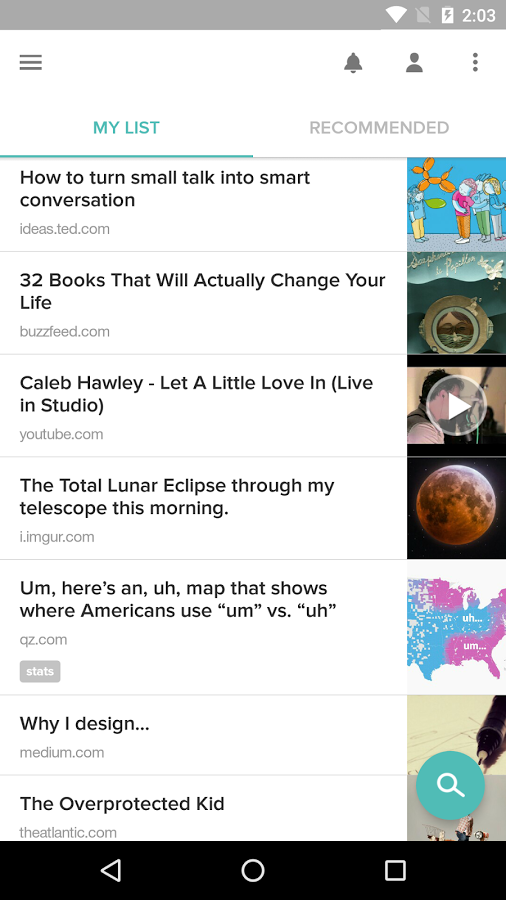 2:03
MY LIST
RECOMMENDED
How to turn small talk into smart
conversation
ideas.ted.com
32 Books That Will Actually Change Your
Life
buzzfeed.com
Caleb Hawley - Let A Little Love In (Live
in Studio)
youtube.com
The Total Lunar Eclipse through my
telescope this morning.
i.imgur.com
Um, here’s an, uh, map that shows
where Americans use “um” vs. “uh”
qz.com
uh...
um...
stats
Why I design...
medium.com
The Overprotected Kid
theatlantic.com